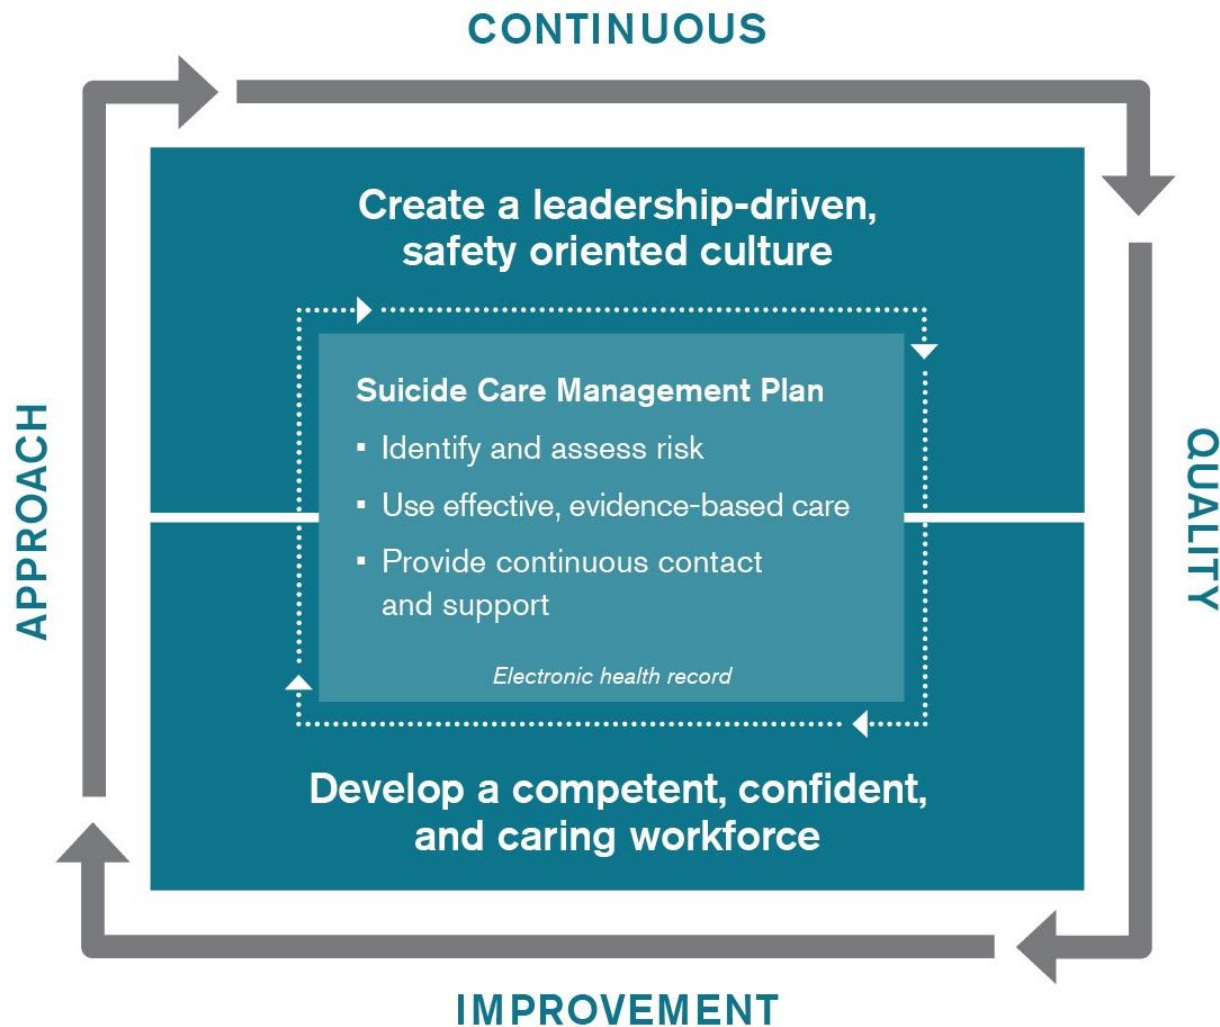 CONTINUOUS
Create a leadership-driven,
safety oriented culture
Suicide Care Management Plan
▪ Identify and assess risk
▪ Use effective, evidence-based care
▪ Provide continuous contact
and support
Electronic health record
Develop a competent, confident,
and caring workforce
QUALITY
IMPROVEMENT
APPROACH